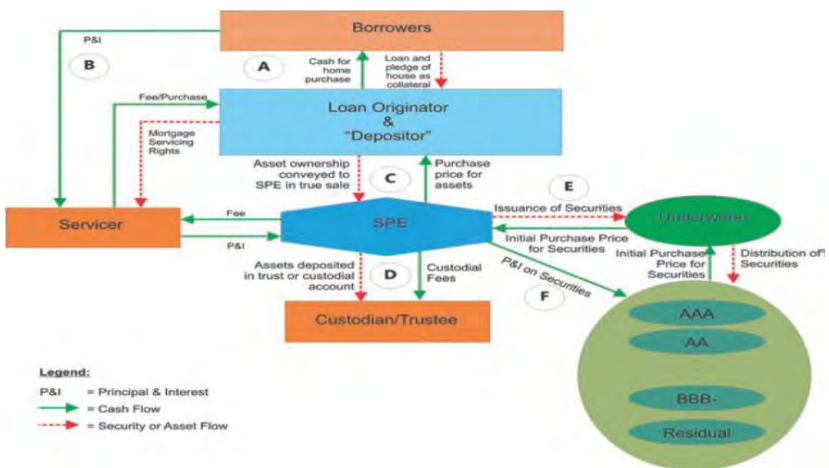 Borrowers
P&I
B
A
Cash for
home
purchase
Loan and
pledge of
house as
collateral
Fee/Purchase
Loan Originator
&
"Depositor"
Mortgage
Servicing
Rights
Asset ownership
conveyed to
SPE in true sale
C
Purchase
price for
assets
E
Issuance of Securities
Servicer
Fee
P&I
SPE
Underwriter
Initial Purchase Price
for Securities
Initial Purchase
Price for
Securities
Distribution of
Securities
Assets deposited
in trust or custodial
account
D
Custodial
Fees
P&I on Securities
F
Custodian/Trustee
AAA
AA
BBB-
Residual
Legend:
P&I = Principal & Interest
= Cash Flow
= Security or Asset Flow